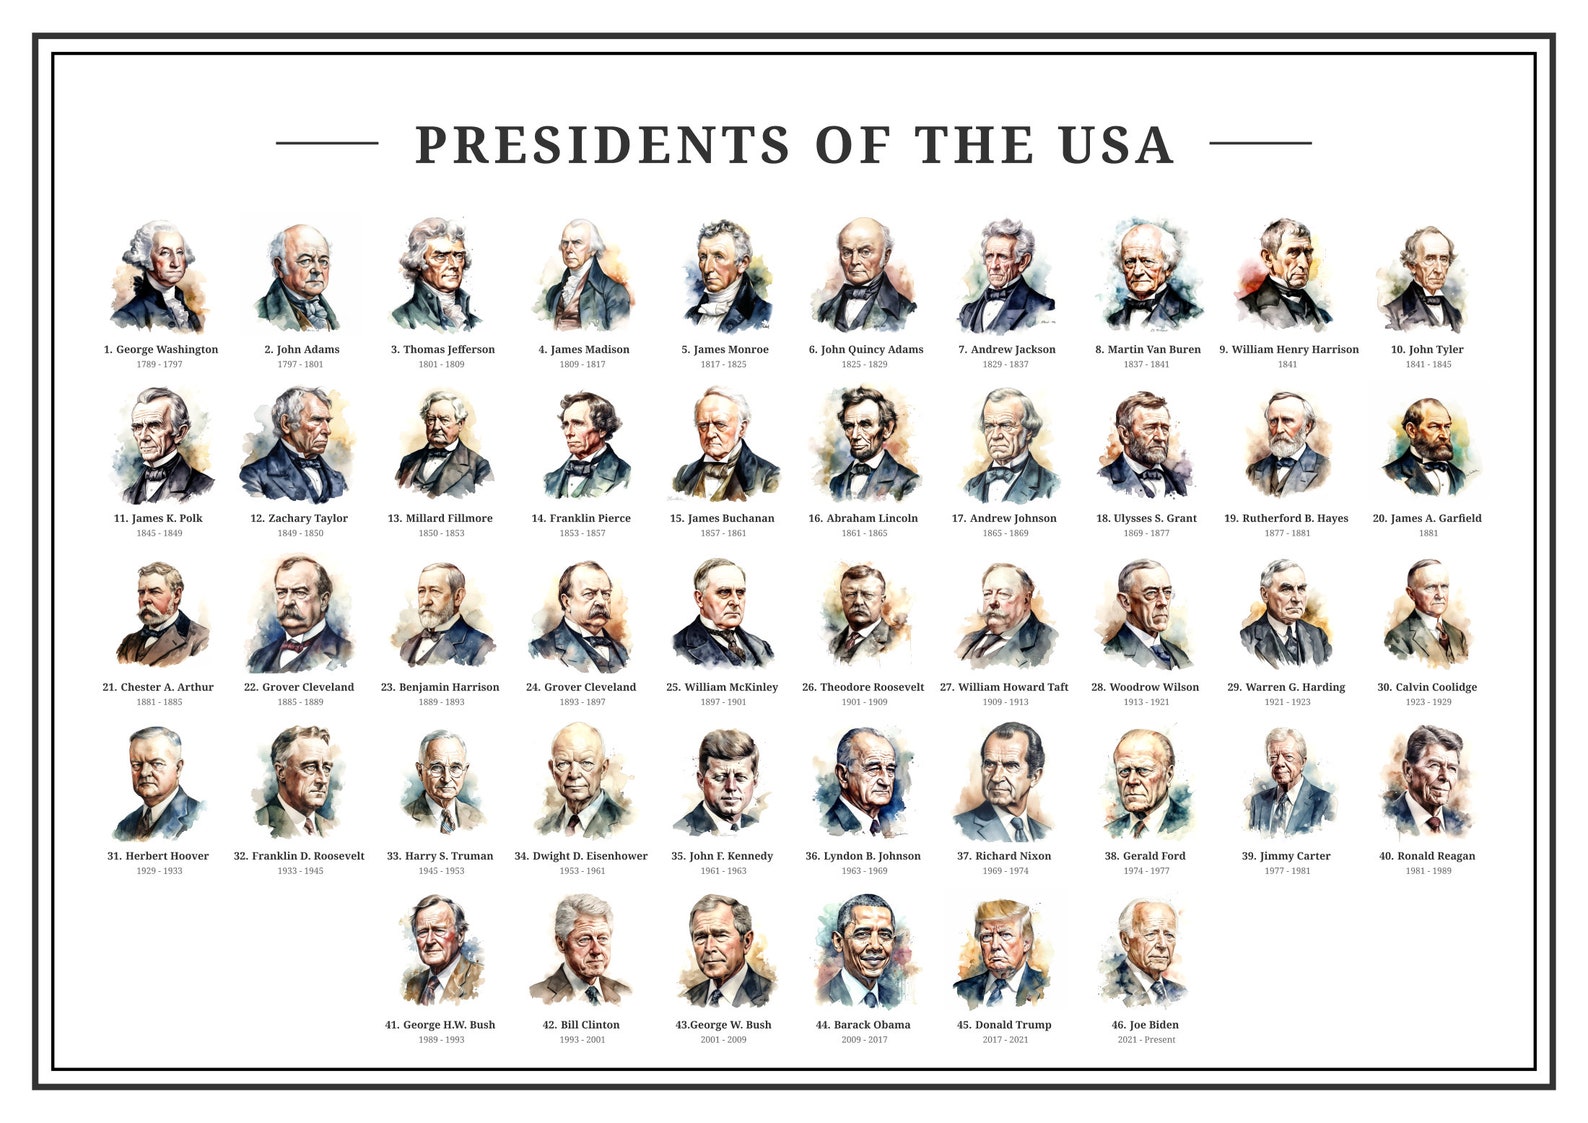 PRESIDENTS OF THE USA
1. George Washington
1789 - 1797
2. John Adams
1797 - 1801
3. Thomas Jefferson
1801 - 1809
4. James Madison
1809 - 1817
5. James Monroe
1817 - 1825
6. John Quincy Adams
1825 - 1829
7. Andrew Jackson
1829 - 1837
8. Martin Van Buren
1837 - 1841
9. William Henry Harrison
1841
10. John Tyler
1841 - 1845
11. James K. Polk
1845 - 1849
12. Zachary Taylor
1849 - 1850
13. Millard Fillmore
1850 - 1853
14. Franklin Pierce
1853 - 1857
15. James Buchanan
1857 - 1861
16. Abraham Lincoln
1861 - 1865
17. Andrew Johnson
1865 - 1869
18. Ulysses S. Grant
1869 - 1877
19. Rutherford B. Hayes
1877 - 1881
20. James A. Garfield
1881
21. Chester A. Arthur
1881 - 1885
22. Grover Cleveland
1885 - 1889
23. Benjamin Harrison
1889 - 1893
24. Grover Cleveland
1893 - 1897
25. William McKinley
1897 - 1901
26. Theodore Roosevelt
1901 - 1909
27. William Howard Taft
1909 - 1913
28. Woodrow Wilson
1913 - 1921
29. Warren G. Harding
1921 - 1923
30. Calvin Coolidge
1923 - 1929
31. Herbert Hoover
1929 - 1933
32. Franklin D. Roosevelt
1933 - 1945
33. Harry S. Truman
1945 - 1953
34. Dwight D. Eisenhower
1953 - 1961
35. John F. Kennedy
1961 - 1963
36. Lyndon B. Johnson
1963 - 1969
37. Richard Nixon
1969 - 1974
38. Gerald Ford
1974 - 1977
39. Jimmy Carter
1977 - 1981
40. Ronald Reagan
1981 - 1989
41. George H.W. Bush
1989 - 1993
42. Bill Clinton
1993 - 2001
43.George W. Bush
2001 - 2009
44. Barack Obama
2009 - 2017
45. Donald Trump
2017 - 2021
46. Joe Biden
2021 - Present